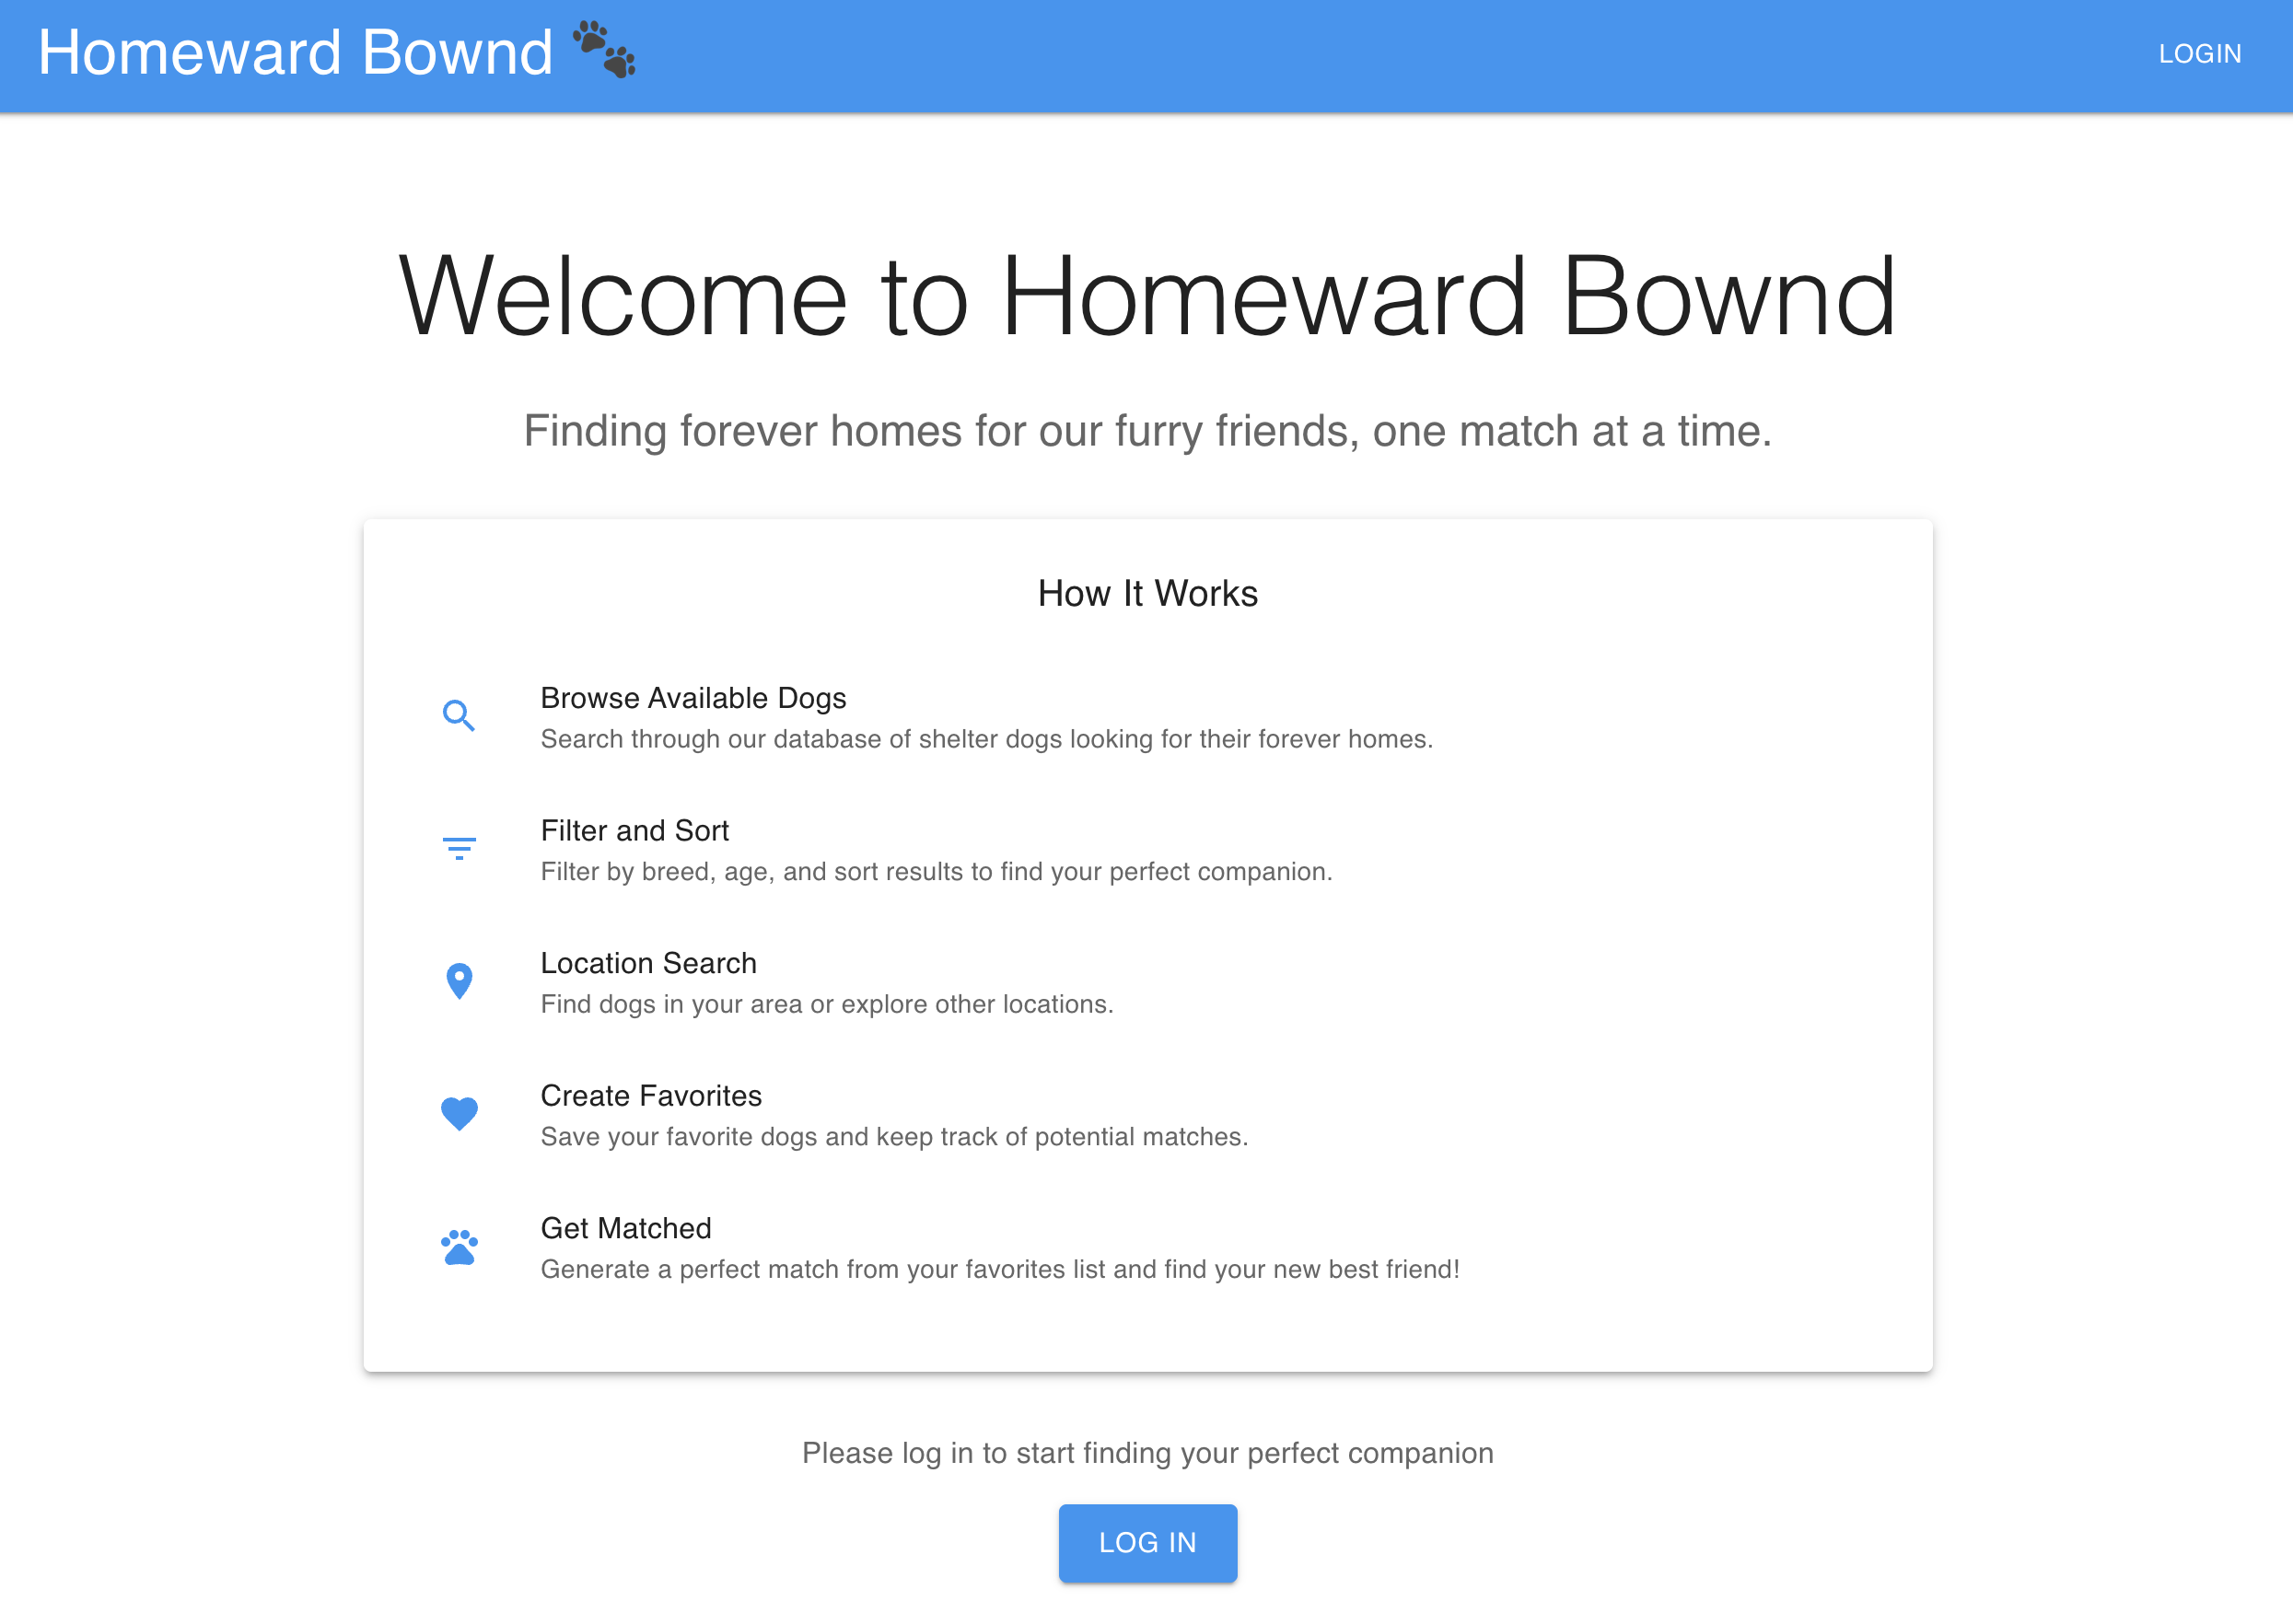 Homeward Bownd 🐾
LOGIN
Welcome to Homeward Bownd
Finding forever homes for our furry friends, one match at a time.
How It Works
Browse Available Dogs
Search through our database of shelter dogs looking for their forever homes.
Filter and Sort
Filter by breed, age, and sort results to find your perfect companion.
Location Search
Find dogs in your area or explore other locations.
Create Favorites
Save your favorite dogs and keep track of potential matches.
Get Matched
Generate a perfect match from your favorites list and find your new best friend!
Please log in to start finding your perfect companion
LOG IN